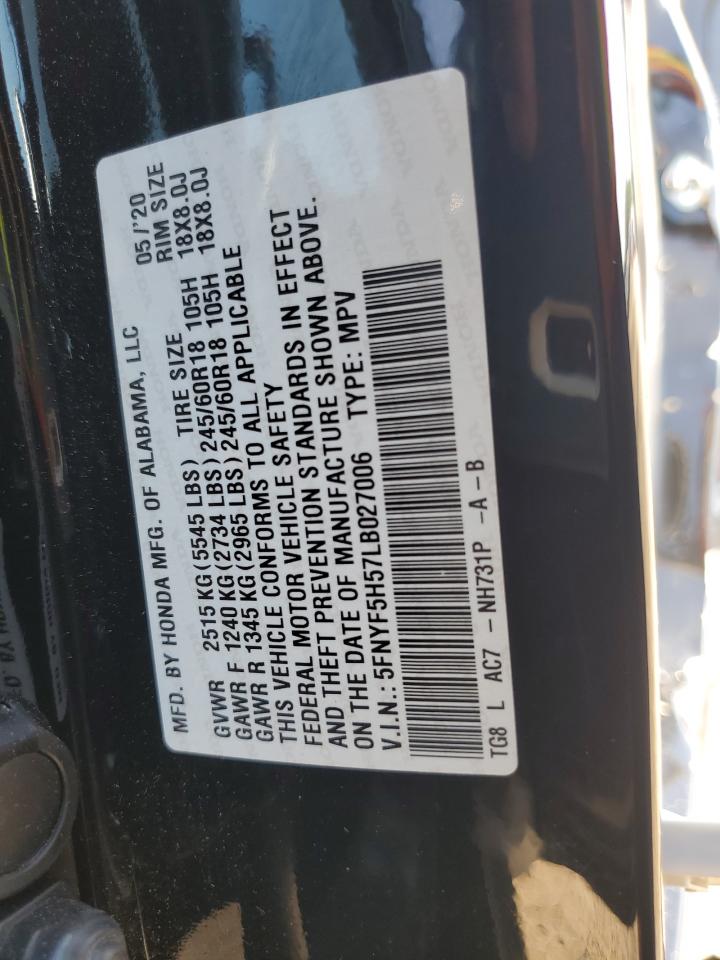 MFD. BY HONDA MFG. OF ALABAMA, LLC 05/'20
GVWR 2515 KG(5545 LBS) TIRE SIZE RIM SIZE
GAWR F 1240 KG(2734 LBS)245/60R18 105H 18X8.0J
GAWR R 1345 KG(2965 LBS)245/60R18 105H 18X8.0J
THIS VEHICLE CONFORMS TO ALL APPLICABLE
FEDERAL MOTOR VEHICLE SAFETY
AND THEFT PREVENTION STANDARDS IN EFFECT
ON THE DATE OF MANUFACTURE SHOWN ABOVE.
V.I.N.: 5FNYF5H57LB027006 TYPE: MPV
TG8 L AC7 - NH731P -A-B